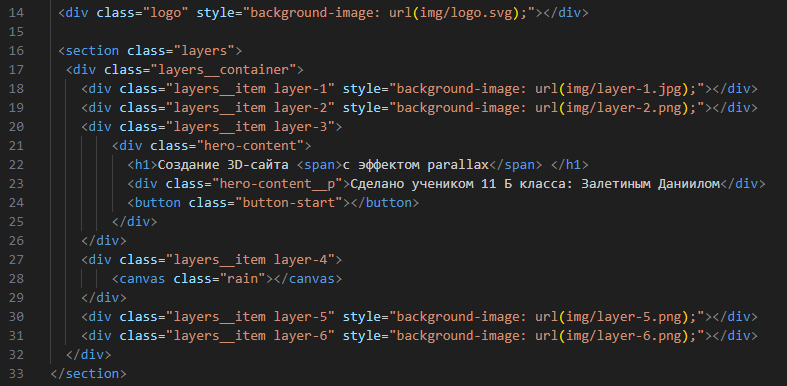 14 <div class="logo" style="background-image: url(img/logo.svg);"></div>
15
16 <section class="layers">
17 <div class="layers__container">
18 <div class="layers__item layer-1" style="background-image: url(img/layer-1.jpg);"></div>
19 <div class="layers__item layer-2" style="background-image: url(img/layer-2.png);"></div>
20 <div class="layers__item layer-3">
21 <div class="hero-content">
22 <h1>Создание 3D-сайта <span>с эффектом parallax</span> </h1>
23 <div class="hero-content__p">Сделано учеником 11 Б класса: Залетиным Даниилом</div>
24 <button class="button-start"></button>
25 </div>
26 </div>
27 <div class="layers__item layer-4">
28 <canvas class="rain"></canvas>
29 </div>
30 <div class="layers__item layer-5" style="background-image: url(img/layer-5.png);"></div>
31 <div class="layers__item layer-6" style="background-image: url(img/layer-6.png);"></div>
32 </div>
33 </section>